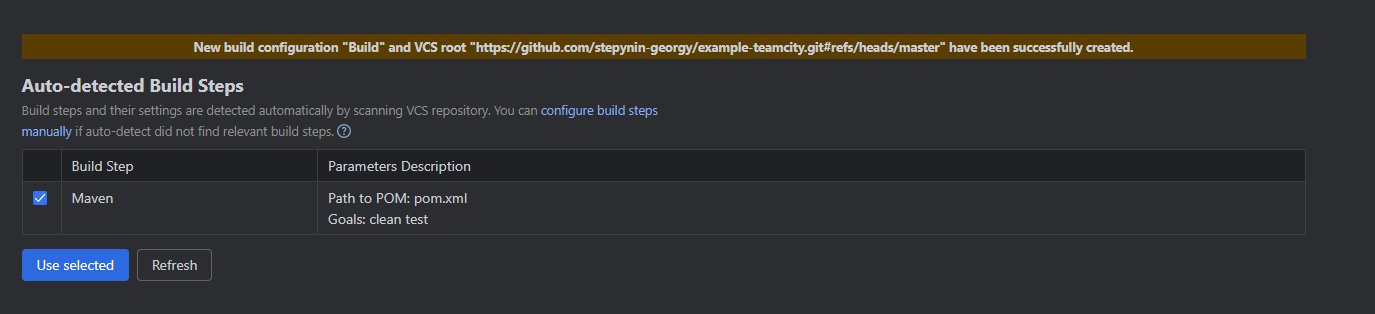 New build configuration "Build" and VCS root "https://github.com/stepynin-georgy/example-teamcity.git#refs/heads/master" have been successfully created.
Auto-detected Build Steps
Build steps and their settings are detected automatically by scanning VCS repository. You can configure build steps
manually if auto-detect did not find relevant build steps. ?
Build Step Parameters Description
Maven Path to POM: pom.xml
Goals: clean test
Use selected Refresh